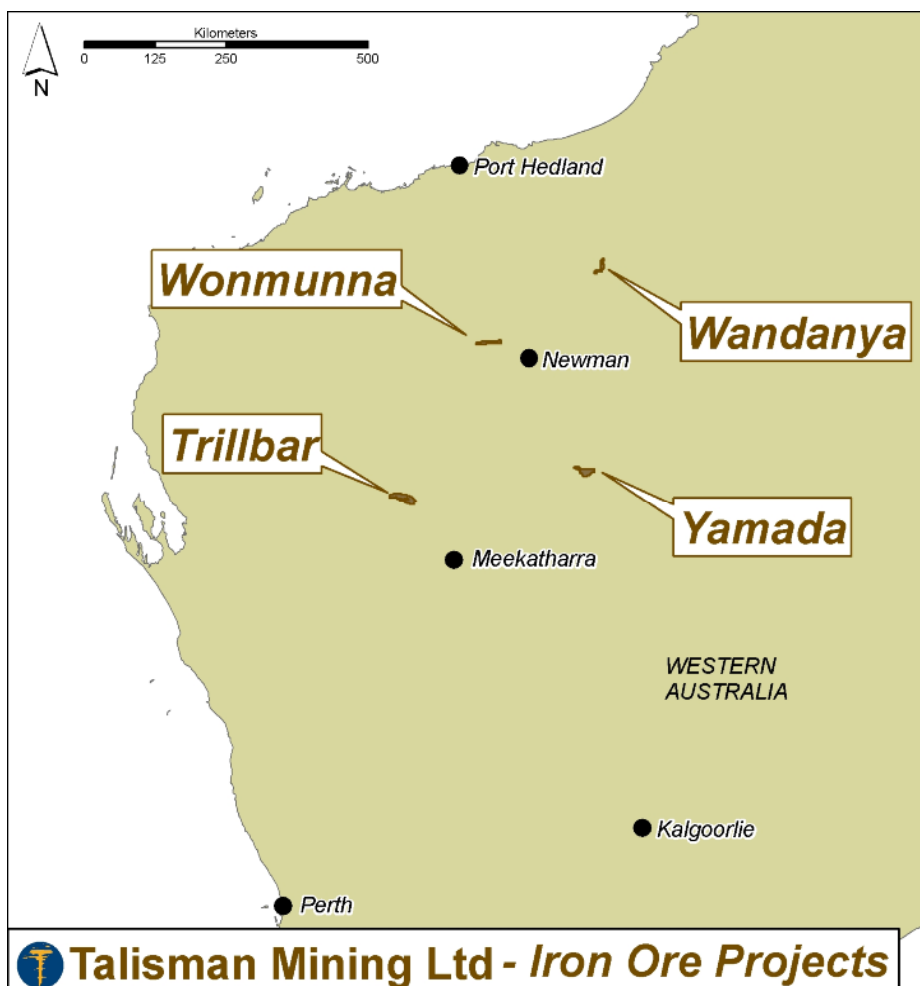 Kilometers
0 125 250 500
N
Port Hedland
Wonmunna
Wandanya
Newman
Trillbar
Yamada
Meekatharra
WESTERN
AUSTRALIA
Kalgoorlie
Perth
Talisman Mining Ltd - Iron Ore Projects